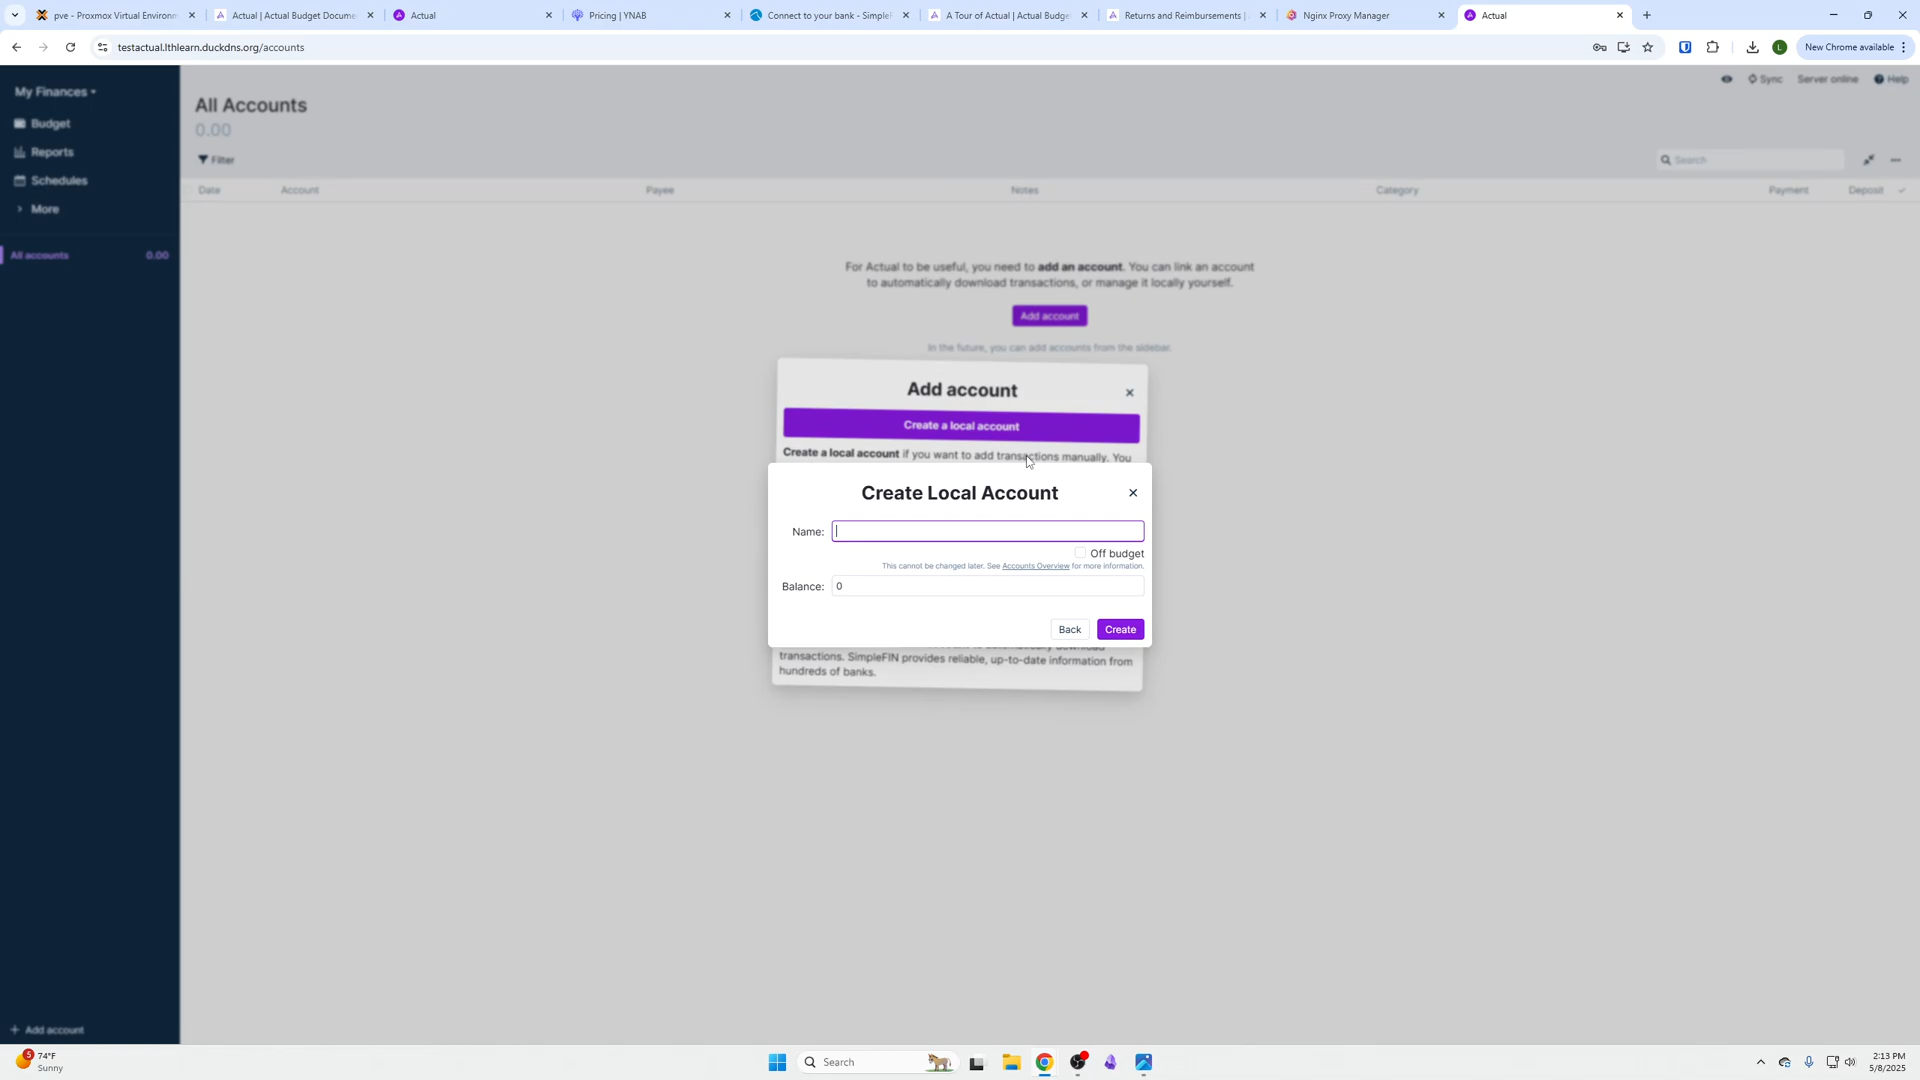 pve - Proxmox Virtual Environm
Actual | Actual Budget Docume
Actual
Pricing | YNAB
Connect to your bank - SimpleFI
A Tour of Actual | Actual Budge
Returns and Reimbursements |
Nginx Proxy Manager
Actual
testactual.lthlearn.duckdns.org/accounts
L
New Chrome available
My Finances
Sync
Server online
Help
All Accounts
0.00
Budget
Reports
Schedules
More
All accounts 0.00
Filter
Search
Date Account Payee Notes Category Payment Deposit
For Actual to be useful, you need to add an account. You can link an account
to automatically download transactions, or manage it locally yourself.
Add account
In the future, you can add accounts from the sidebar.
Add account
Create a local account
Create a local account if you want to add transactions manually. You
Create Local Account
Name:
Off budget
This cannot be changed later. See Accounts Overview for more information.
Balance: 0
Back
Create
transactions. SimpleFIN provides reliable, up-to-date information from
hundreds of banks.
Add account
5
74°F
Sunny
Search
2:13 PM
5/8/2025